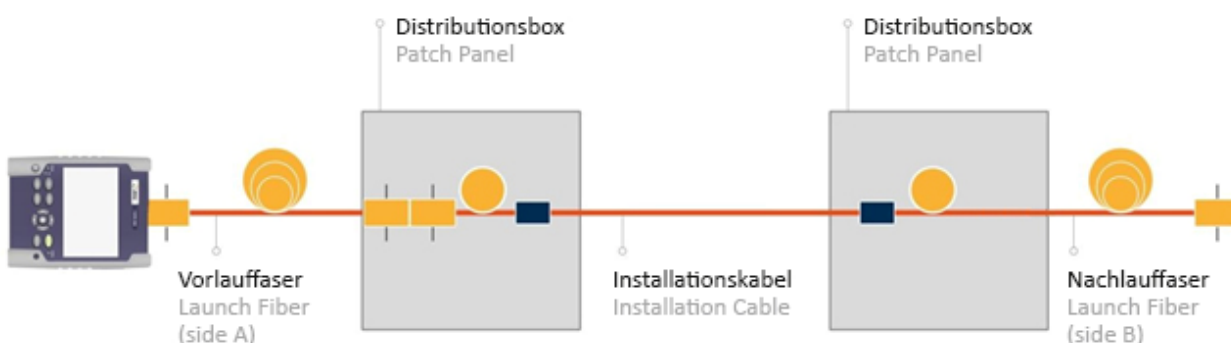 Distributionsbox
Patch Panel
Distributionsbox
Patch Panel
Vorlauffaser
Launch Fiber
(side A)
Installationskabel
Installation Cable
Nachlauffaser
Launch Fiber
(side B)